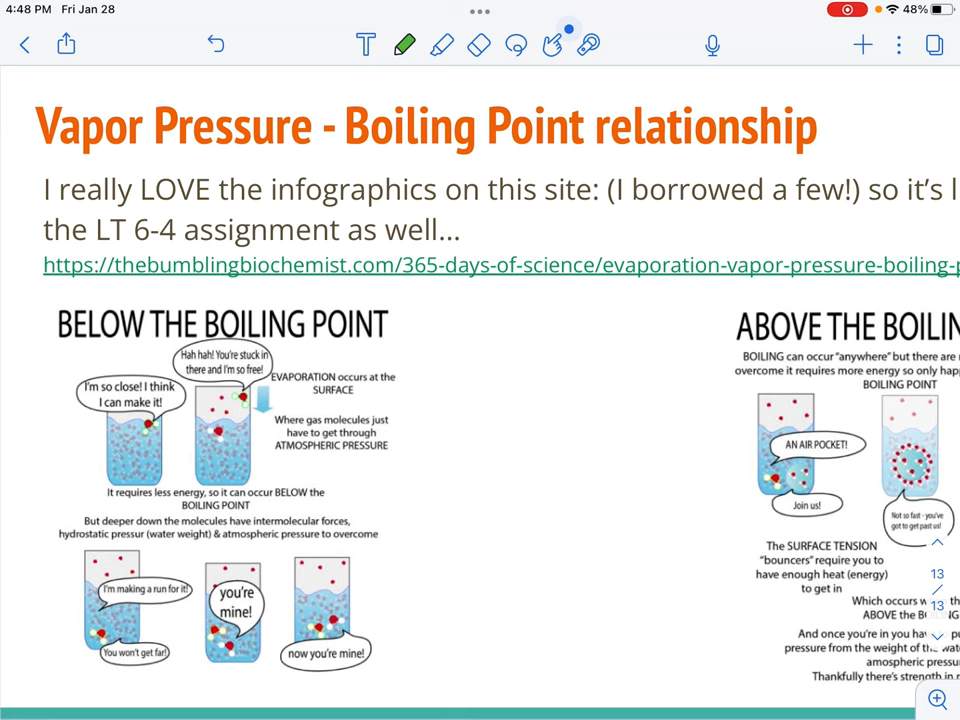 4:48 PM Fri Jan 28
48%
Vapor Pressure - Boiling Point relationship
I really LOVE the infographics on this site: (I borrowed a few!) so it's l
the LT 6-4 assignment as well...
https://thebumblingbiochemist.com/365-days-of-science/evaporation-vapor-pressure-boiling-p
BELOW THE BOILING POINT
Hah hah! You're stuck in
there and I'm so free!
I'm so close! I think
I can make it!
EVAPORATION occurs at the
SURFACE
Where gas molecules just
have to get through
ATMOSPHERIC PRESSURE
It requires less energy, so it can occur BELOW the
BOILING POINT
But deeper down the molecules have intermolecular forces,
hydrostatic pressur (water weight) & atmospheric pressure to overcome
I'm making a run for it!
You won't get far!
you're
mine!
now you're mine!
ABOVE THE BOILIN
BOILING can occur "anywhere" but there are
overcome it requires more energy so only hap
BOILING POINT
AN AIR POCKET!
Join us!
Not so fast - you've
got to get past us!
The SURFACE TENSION
"bouncers" require you to
have enough heat (energy)
to get in
Which occurs w th
ABOVE the B NG
And once you're in you ha pu
pressure from the weight of th wat
amospheric pressu
Thankfully there's strength in
13
/
13